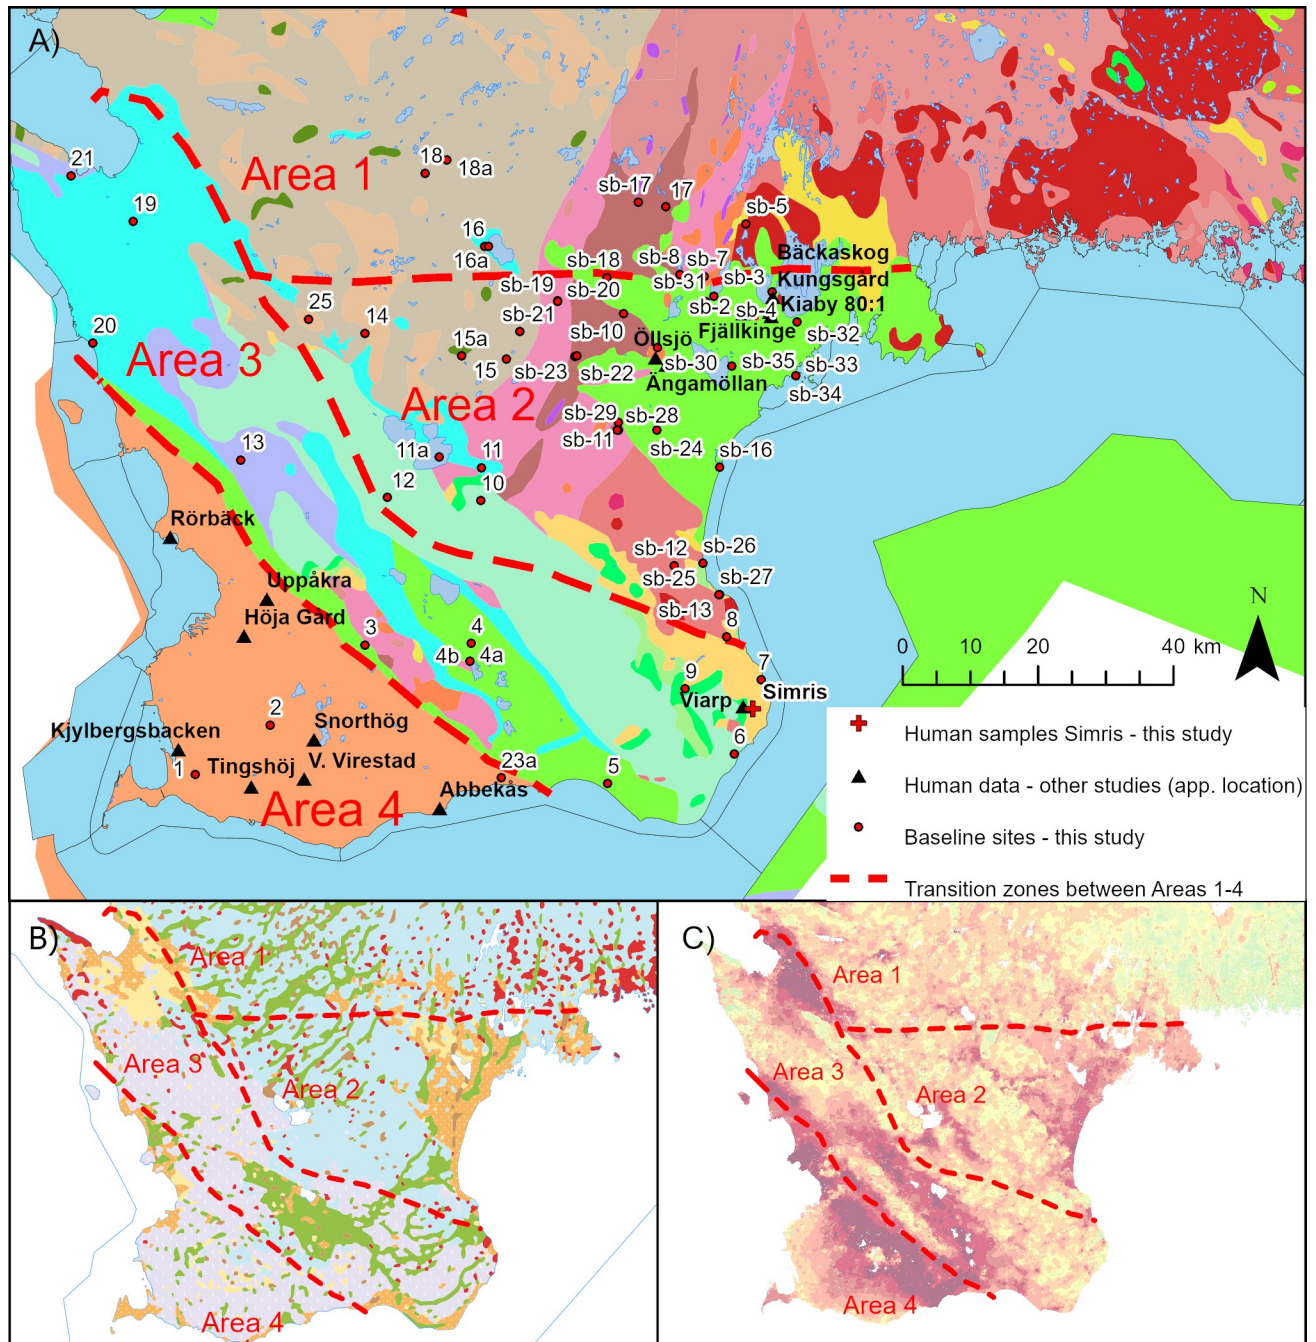 A)
Area 1
18
18a
21
19
sb-17
17
sb-5
16
16a
Bäckaskog
sb-18
sb-8
sb-7
sb-3
Kungsgård
sb-19
sb-20
sb-31
sb-2
sb-4
Kiaby 80:1
25
14
sb-21
sb-10
Fjällkinge
sb-32
20
Area 3
15a
15
sb-23
sb-22
Öllsjö
sb-30
sb-35
sb-33
Ängamöllan
sb-34
Area 2
sb-29
sb-28
sb-11
sb-24
sb-16
13
11a
11
12
10
Rörbäck
sb-12
sb-26
Uppåkra
sb-25
sb-27
Höja Gård
sb-13
8
3
4
4b
4a
9
7
Viarp
Simris
2
Snorthög
6
Kjylbergsbacken
1
Tingshöj
V. Virestad
23a
5
Area 4
Abbekås
N
0 10 20 40 km
Human samples Simris - this study
Human data - other studies (app. location)
Baseline sites - this study
Transition zones between Areas 1-4
B)
Area 1
Area 3
Area 2
Area 4
C)
Area 1
Area 3
Area 2
Area 4